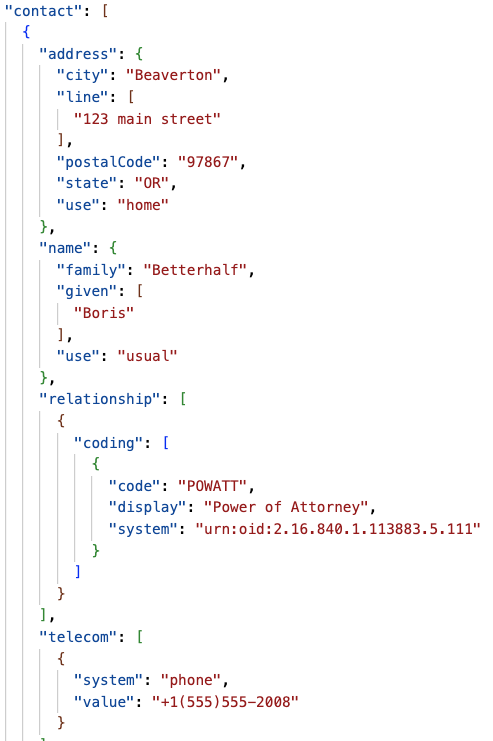 "contact": [
{
"address": {
"city": "Beaverton",
"line": [
"123 main street"
],
"postalCode": "97867",
"state": "OR",
"use": "home"
},
"name": {
"family": "Betterhalf",
"given": [
"Boris"
],
"use": "usual"
},
"relationship": [
{
"coding": [
{
"code": "POWATT",
"display": "Power of Attorney",
"system": "urn:oid:2.16.840.1.113883.5.111"
}
]
}
],
"telecom": [
{
"system": "phone",
"value": "+1(555)555-2008"
}